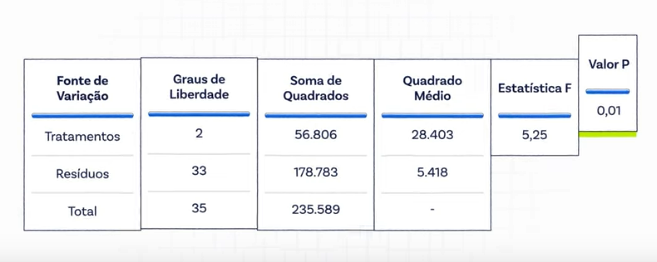 Fonte de Variação | Graus de Liberdade | Soma de Quadrados | Quadrado Médio | Estatística F | Valor P
Tratamentos | 2 | 56.806 | 28.403 | 5,25 | 0,01
Resíduos | 33 | 178.783 | 5.418
Total | 35 | 235.589 | -